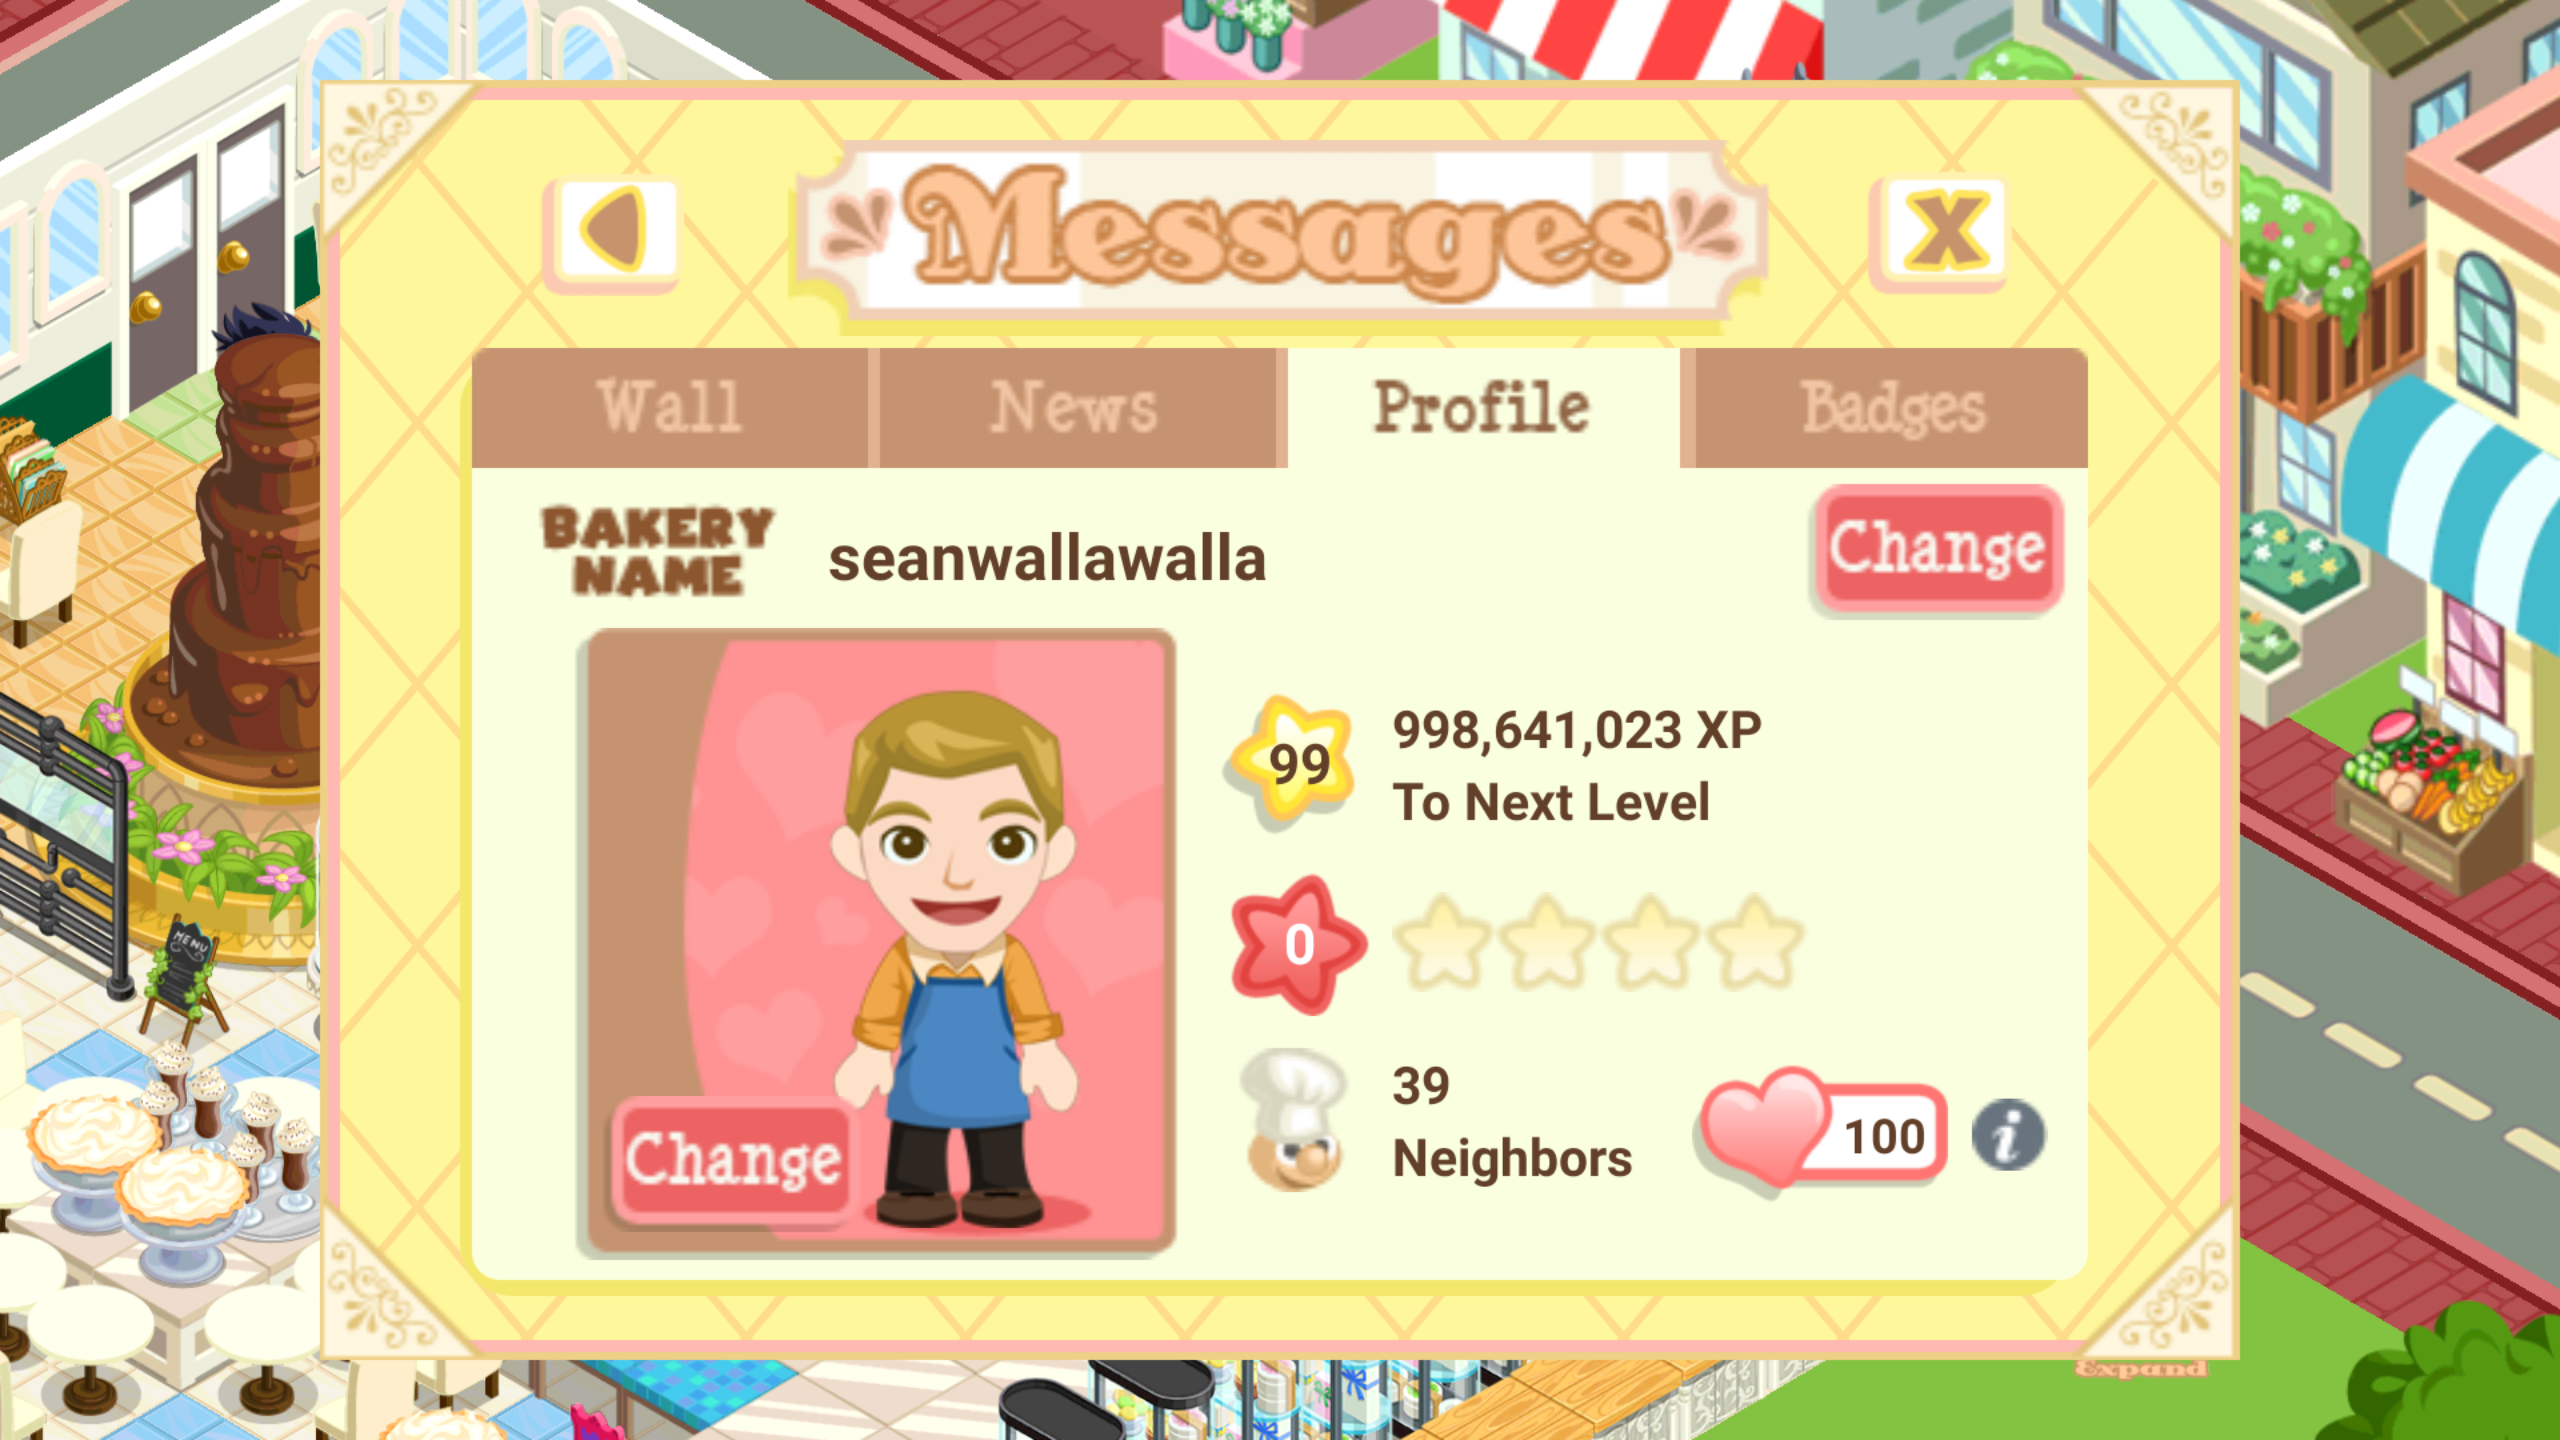 Messages
Wall News Profile Badges
BAKERY
NAME
seanwallawalla
Change
99
998,641,023 XP
To Next Level
0
39
Neighbors
100
i
Change
MENU
Expand